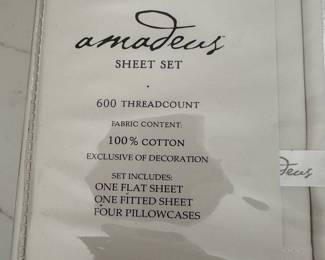 amadeus
SHEET SET
600 THREADCOUNT
FABRIC CONTENT:
100% COTTON
EXCLUSIVE OF DECORATION
SET INCLUDES:
ONE FLAT SHEET
ONE FITTED SHEET
FOUR PILLOWCASES